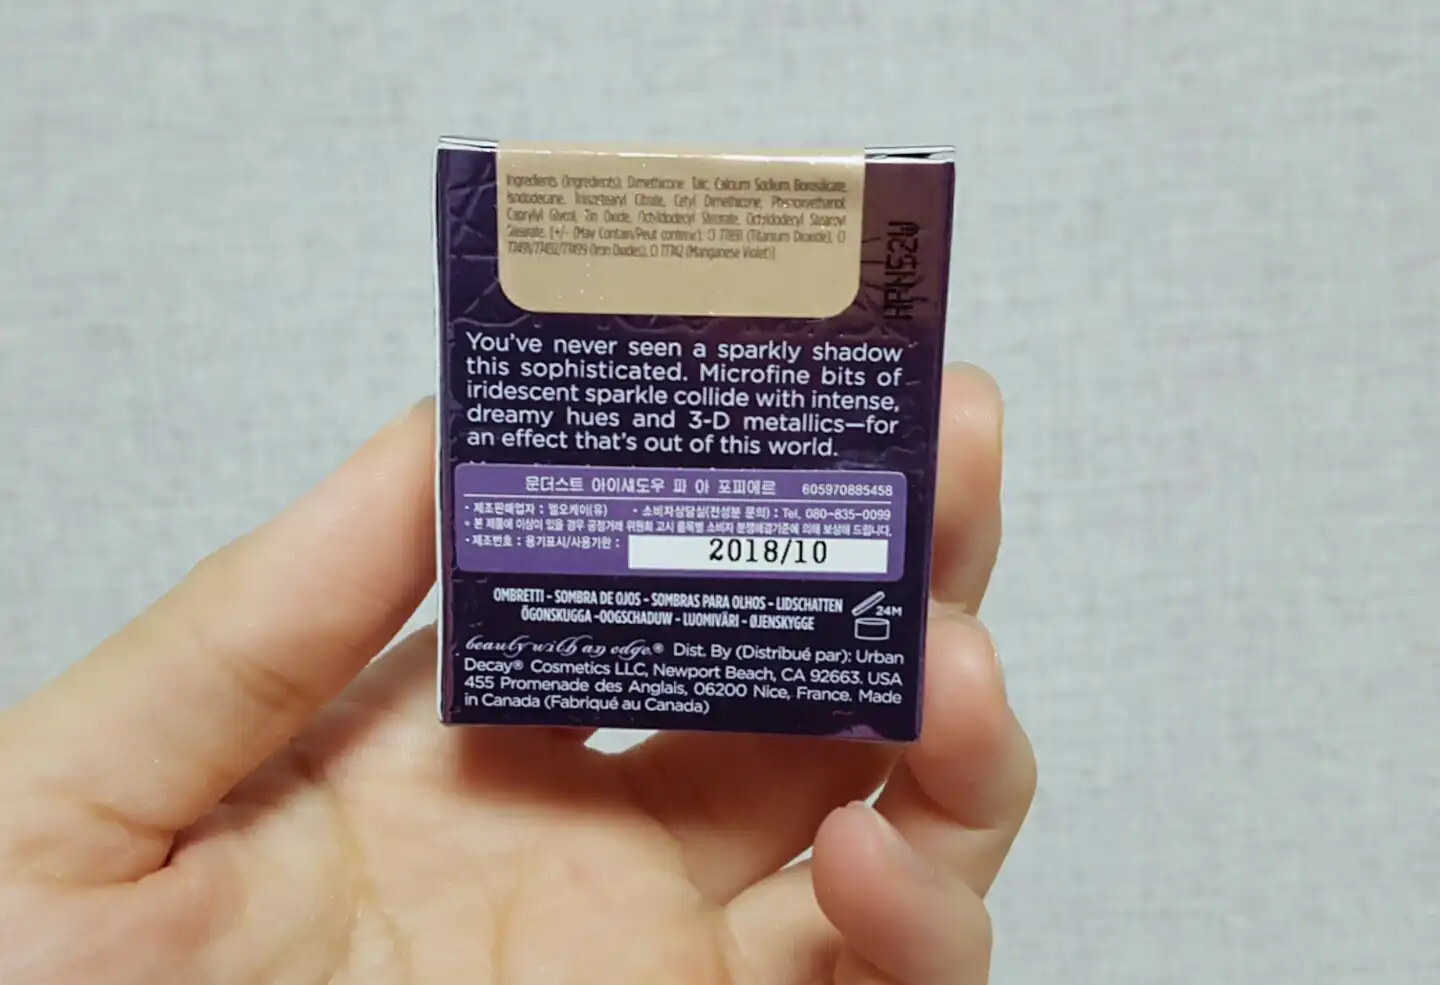 Ingredients (Ingredients): Dimethicone, Talc, Calcium Sodium Borosilicate,
Isododecane, Triisostearyl Citrate, Cetyl Dimethicone, Phenoxyethanol,
Caprylyl Glycol, Tin Oxide, Octyldodecyl Stearate, Octyldodecyl Stearoyl
Stearate. [+/- (May Contain/Peut contenir): CI 77891 (Titanium Dioxide), CI
77491/77492/77499 (Iron Oxides), CI 77742 (Manganese Violet)]
HPN52W
You've never seen a sparkly shadow
this sophisticated. Microfine bits of
iridescent sparkle collide with intense,
dreamy hues and 3-D metallics—for
an effect that's out of this world.
문더스트 아이섀도우 파 아 포피에르 605970885458
• 제조판매업자 : 엘오케이(유) • 소비자상담실(전성분 문의) : Tel. 080-835-0099
• 본 제품에 이상이 있을 경우 공정거래 위원회 고시 품목별 소비자 분쟁해결기준에 의해 보상해 드립니다.
• 제조번호 : 용기표시/사용기한 : 2018/10
OMBRETTI - SOMBRA DE OJOS - SOMBRAS PARA OLHOS - LIDSCHATTEN
ÖGONSKUGGA -OOGSCHADUW - LUOMIVÄRI - ØJENSKYGGE
24M
beauty with an edge.® Dist. By (Distribué par): Urban
Decay® Cosmetics LLC, Newport Beach, CA 92663. USA
455 Promenade des Anglais, 06200 Nice, France. Made
in Canada (Fabriqué au Canada)